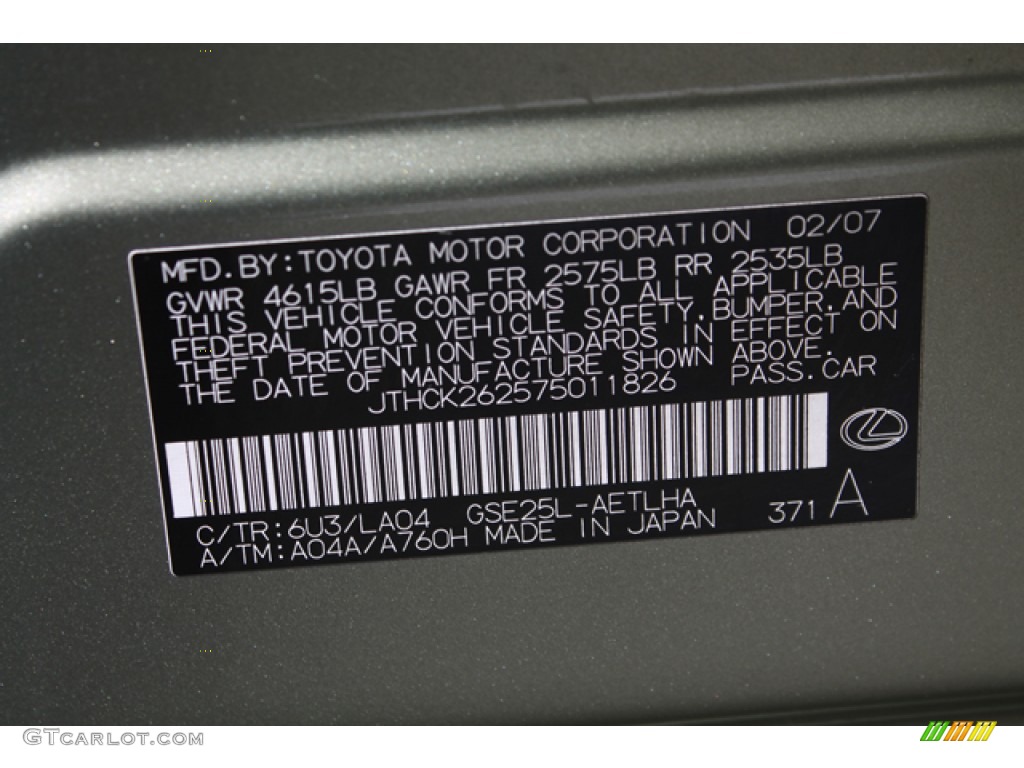 MFD.BY:TOYOTA MOTOR CORPORATION 02/07
GVWR 4615LB GAWR FR 2575LB RR 2535LB
THIS VEHICLE CONFORMS TO ALL APPLICABLE
FEDERAL MOTOR VEHICLE SAFETY,BUMPER,AND
THEFT PREVENTION STANDARDS IN EFFECT ON
THE DATE OF MANUFACTURE SHOWN ABOVE.
JTHCK262575011826 PASS.CAR
C/TR:6U3/LA04 GSE25L-AETLHA 371 A
A/TM:A04A/A760H MADE IN JAPAN
GTCARLOT.COM